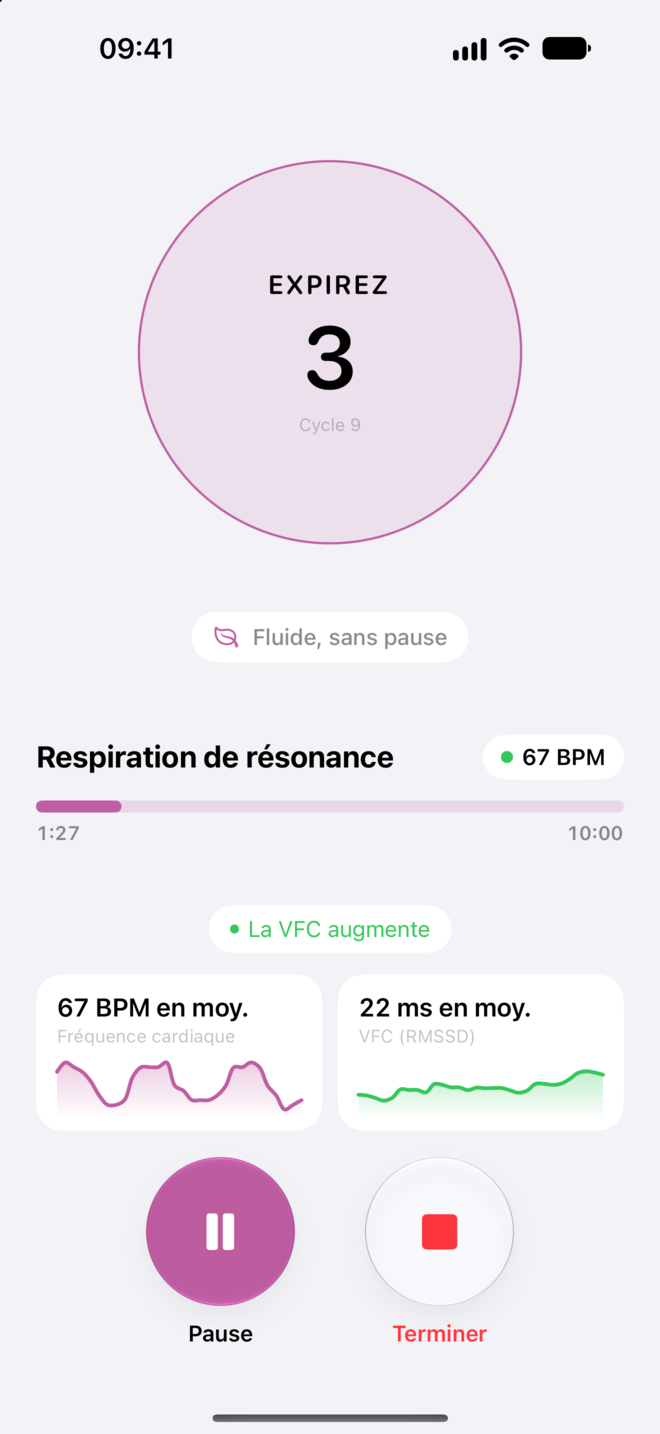 09:41
EXPIREZ
3
Cycle 9
Fluide, sans pause
Respiration de résonance
67 BPM
1:27
10:00
La VFC augmente
67 BPM en moy.
Fréquence cardiaque
22 ms en moy.
VFC (RMSSD)
Pause
Terminer